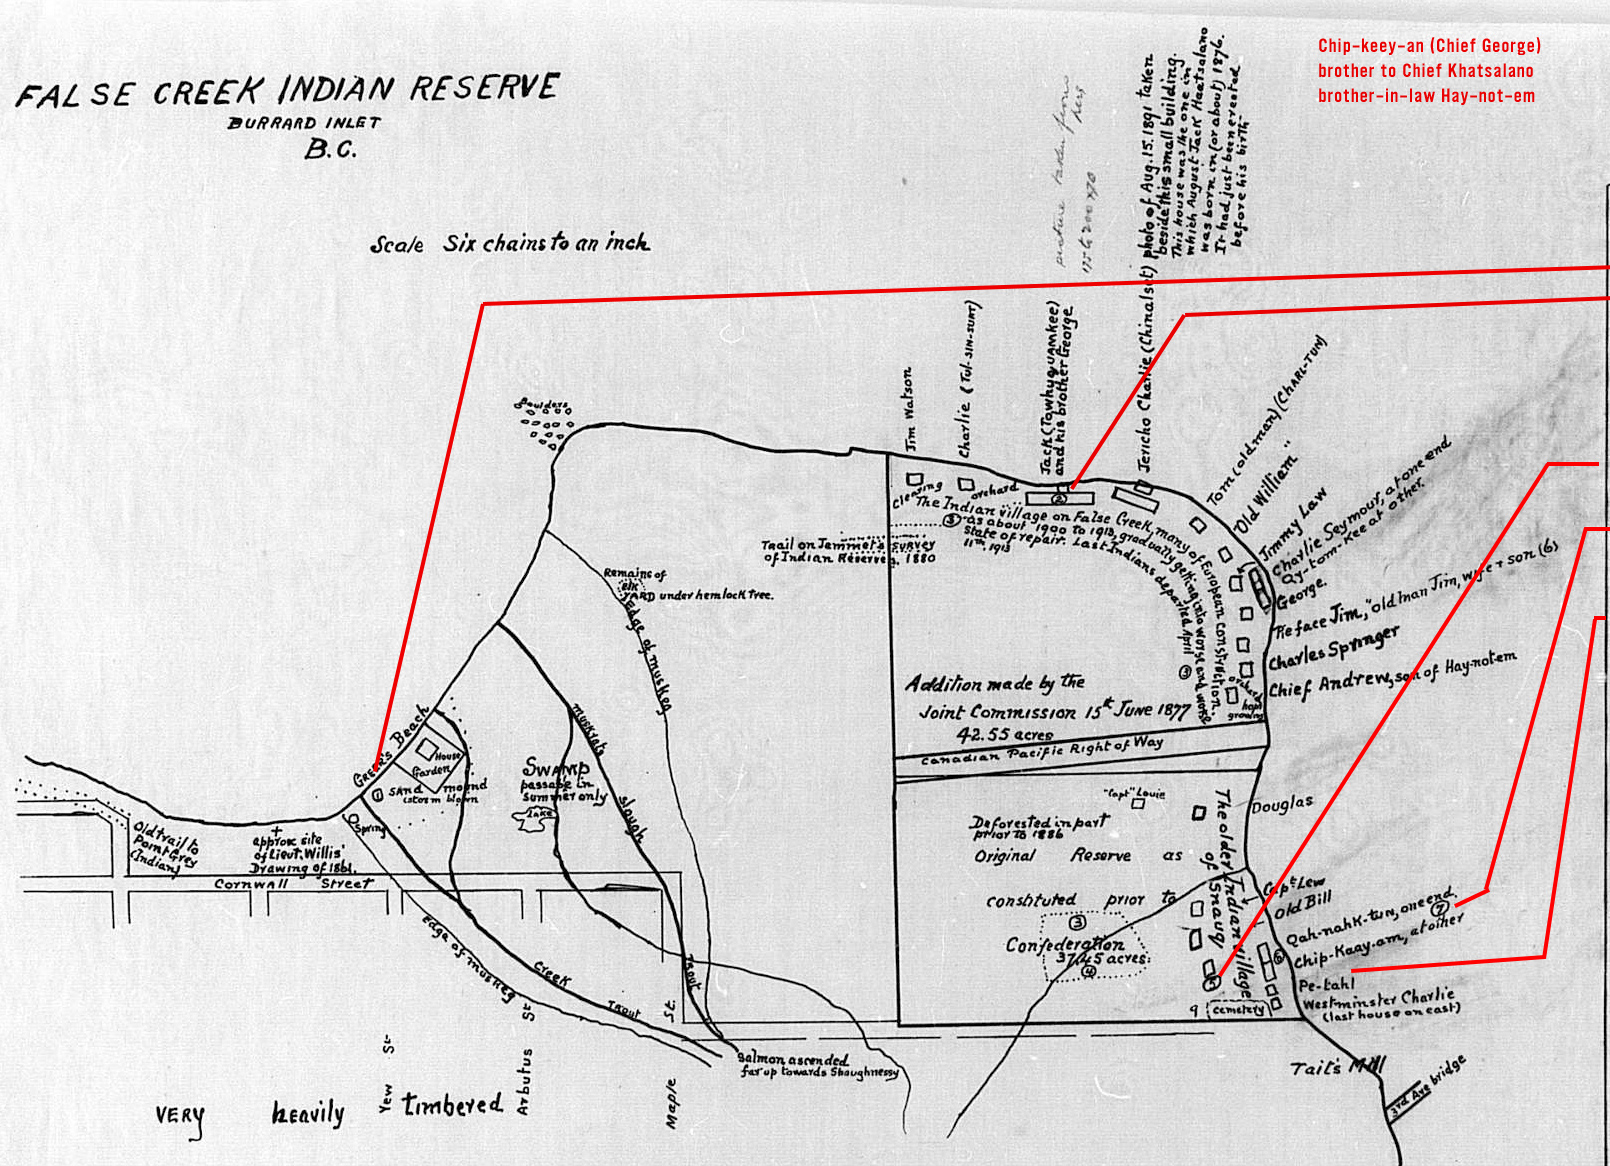 FALSE CREEK INDIAN RESERVE
BURRARD INLET
B.C.
Scale Six chains to an inch
Chip-keey-an (Chief George)
brother to Chief Khatsalano
brother-in-law Hay-not-em
picture taken from
here
Jericho Charlie (Chinalset) photo of Aug. 15. 1891 taken
beside this small building.
This house was the one in
which August Jack Haatsalano
was born in (or about) 1876.
It had just been erected
before his birth
Jim Watson
Charlie (Tul-SIN-SURT)
Jack (Towhuquamkee)
and his brother George
Tom (old man) (CHARL-TUN)
"Old William"
Jimmy Law
Charlie Seymour, at one end
Qy-tom-kee at other.
George.
Reface Jim, "old man Jim, wife & son (6)
Charles Springer
Chief Andrew, son of Hay-not-em
Boulders
Clearing
orchard
The Indian village on False Creek, many of European construction.
as about 1900 to 1913, gradually getting into worse and worse
State of repair. Last Indians departed April
11th, 1913
Trail on Jemmet's survey
of Indian Reserve, 1880
Remains of
elk
YARD under hemlock tree.
Edge of muskeg
orchard
hops
growing
Addition made by the
Joint Commission 15th June 1877
42.55 acres
Canadian Pacific Right of Way
Greer's Beach
House
Garden
Sand mound
(storm blown
Spring
SWAMP
passable in
summer only
Lake
muskrats
slough
Old trail to
Point Grey
(Indian)
approx site
of Lieut. Willis'
Drawing of 1861.
Cornwall Street
Edge of muskeg
Creek
Trout
Trout
"Capt" Louie
Deforested in part
prior to 1886
Original Reserve as
constituted prior to
Confederation
37.45 acres
The older Indian village
of Snauq
Douglas
Capt Lew
Old Bill
Qah-nahk-tun, one end.
Chip-Kaay-am, at other
Pe-tahl
Westminster Charlie
(last house on east)
cemetery
Salmon ascended
far up towards Shaughnessy
Tait's Mill
3rd Ave bridge
Yew St
Arbutus St
Maple St.
VERY heavily timbered